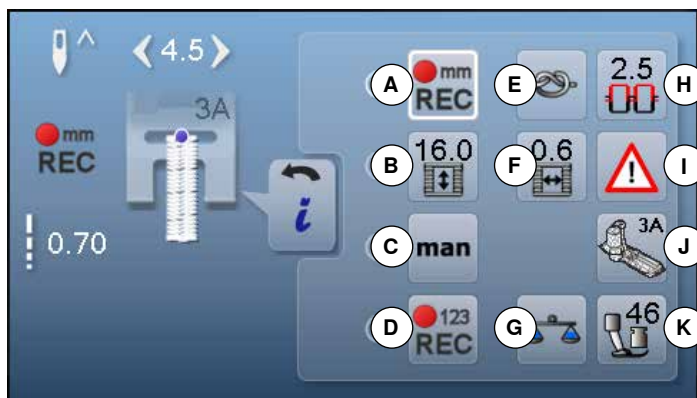 ^
4.5
3A
mm
REC
0.70
i
A
mm
REC
E
2.5
H
B
16.0
F
0.6
!
I
C
man
3A
J
D
123
REC
G
46
K